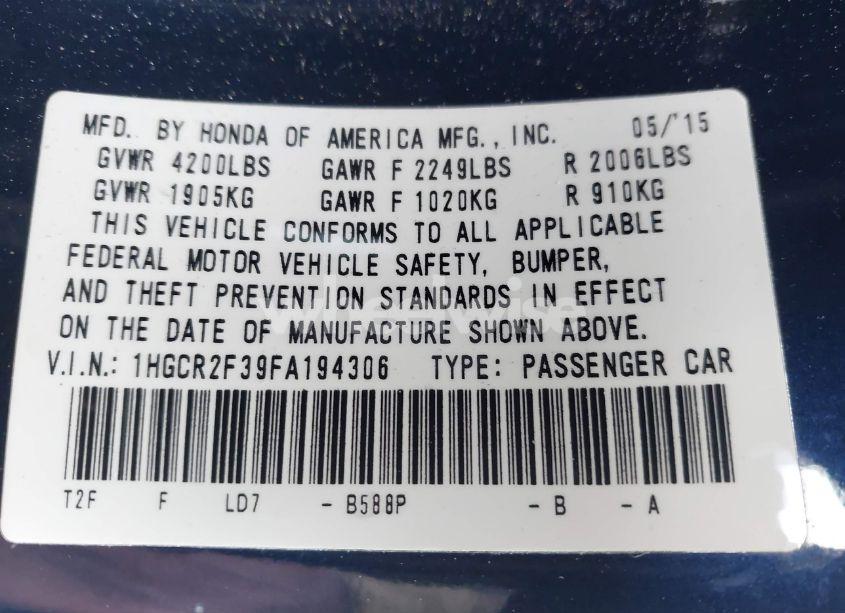 MFD. BY HONDA OF AMERICA MFG., INC. 05/'15
GVWR 4200LBS GAWR F 2249LBS R 2006LBS
GVWR 1905KG GAWR F 1020KG R 910KG
THIS VEHICLE CONFORMS TO ALL APPLICABLE
FEDERAL MOTOR VEHICLE SAFETY, BUMPER,
AND THEFT PREVENTION STANDARDS IN EFFECT
wheelwise
ON THE DATE OF MANUFACTURE SHOWN ABOVE.
V.I.N.: 1HGCR2F39FA194306 TYPE: PASSENGER CAR
T2F F LD7 - B588P - B - A